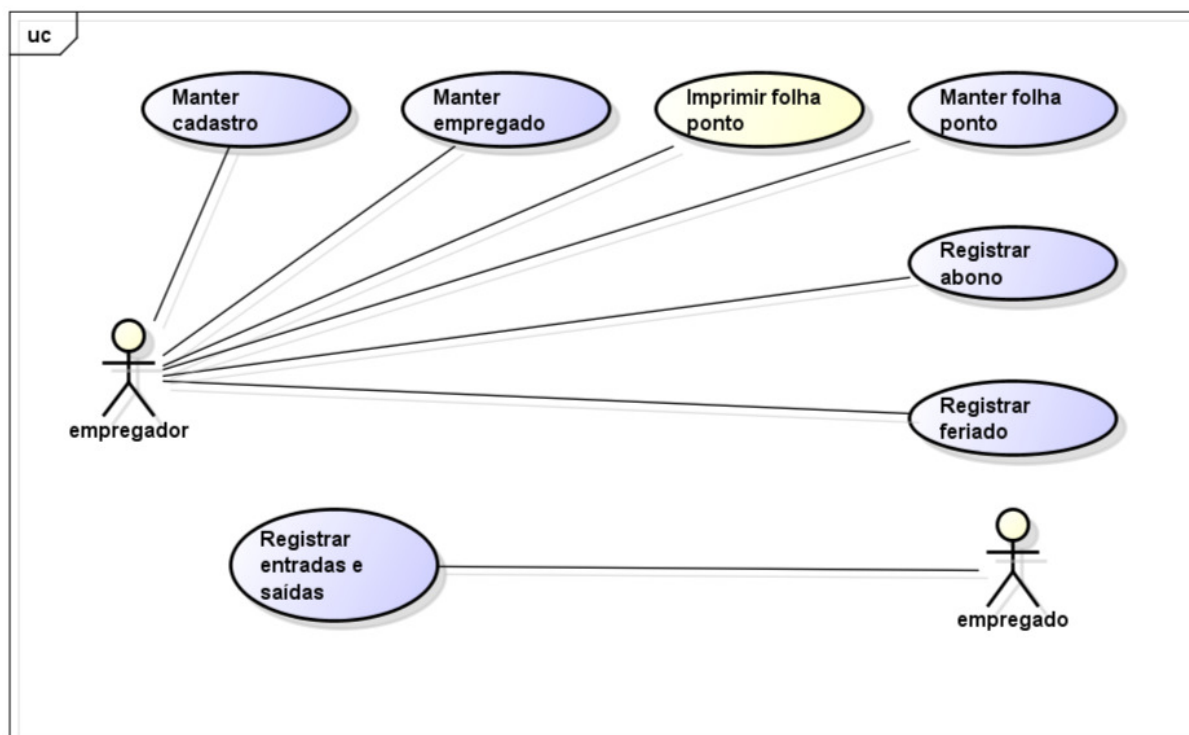 uc
Manter
cadastro
Manter
empregado
Imprimir folha
ponto
Manter folha
ponto
Registrar
abono
empregador
Registrar
feriado
Registrar
entradas e
saídas
empregado